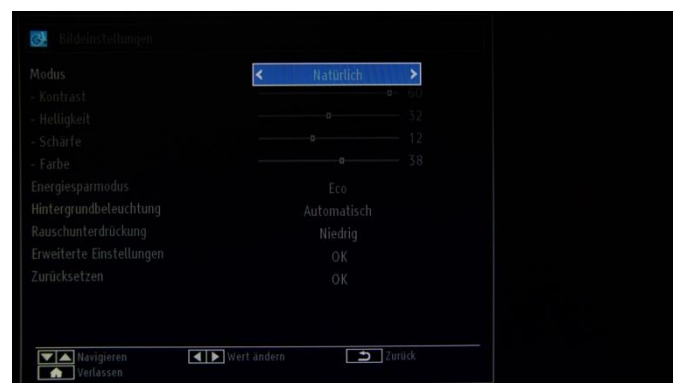 Bildeinstellungen
Modus Natürlich
- Kontrast 60
- Helligkeit 32
- Schärfe 12
- Farbe 38
Energiesparmodus Eco
Hintergrundbeleuchtung Automatisch
Rauschunterdrückung Niedrig
Erweiterte Einstellungen OK
Zurücksetzen OK
Navigieren Wert ändern Zurück
Verlassen